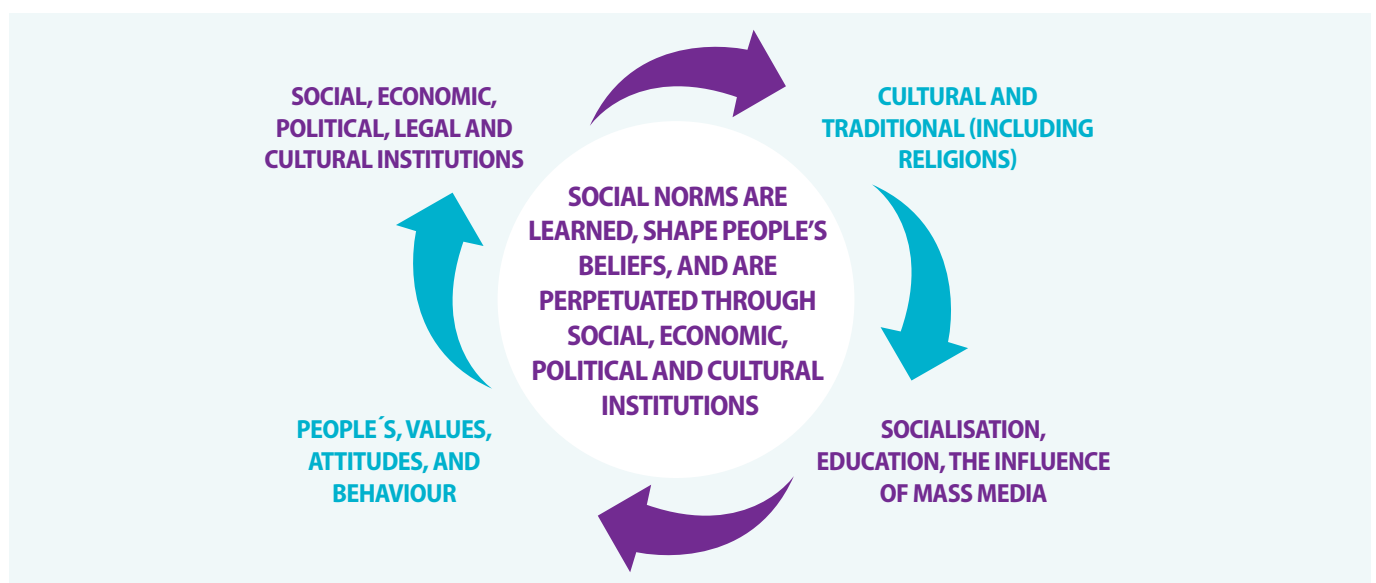 SOCIAL, ECONOMIC,
POLITICAL, LEGAL AND
CULTURAL INSTITUTIONS
CULTURAL AND
TRADITIONAL (INCLUDING
RELIGIONS)
SOCIAL NORMS ARE
LEARNED, SHAPE PEOPLE’S
BELIEFS, AND ARE
PERPETUATED THROUGH
SOCIAL, ECONOMIC,
POLITICAL AND CULTURAL
INSTITUTIONS
PEOPLE´S, VALUES,
ATTITUDES, AND
BEHAVIOUR
SOCIALISATION,
EDUCATION, THE INFLUENCE
OF MASS MEDIA